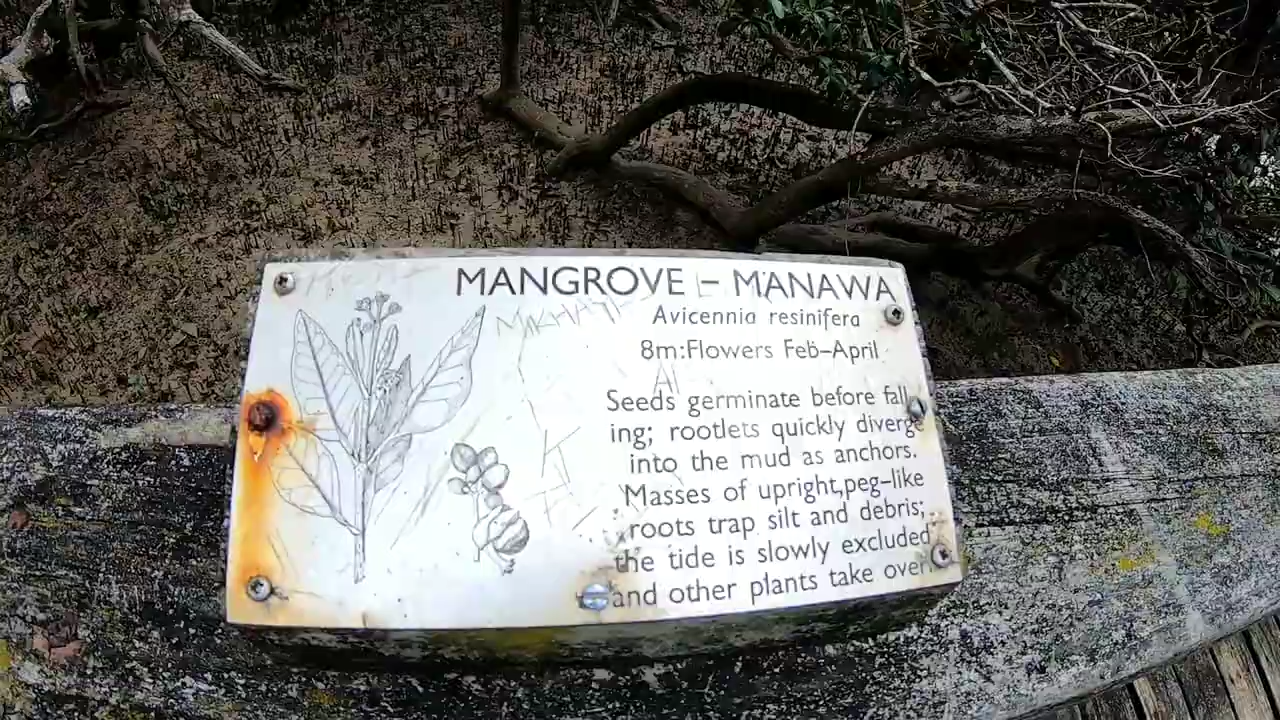 MANGROVE - MANAWA
Avicennia resinifera
8m:Flowers Feb-April
Seeds germinate before fall
ing; rootlets quickly diverge
into the mud as anchors.
Masses of upright,peg-like
roots trap silt and debris;
the tide is slowly excluded
and other plants take over.